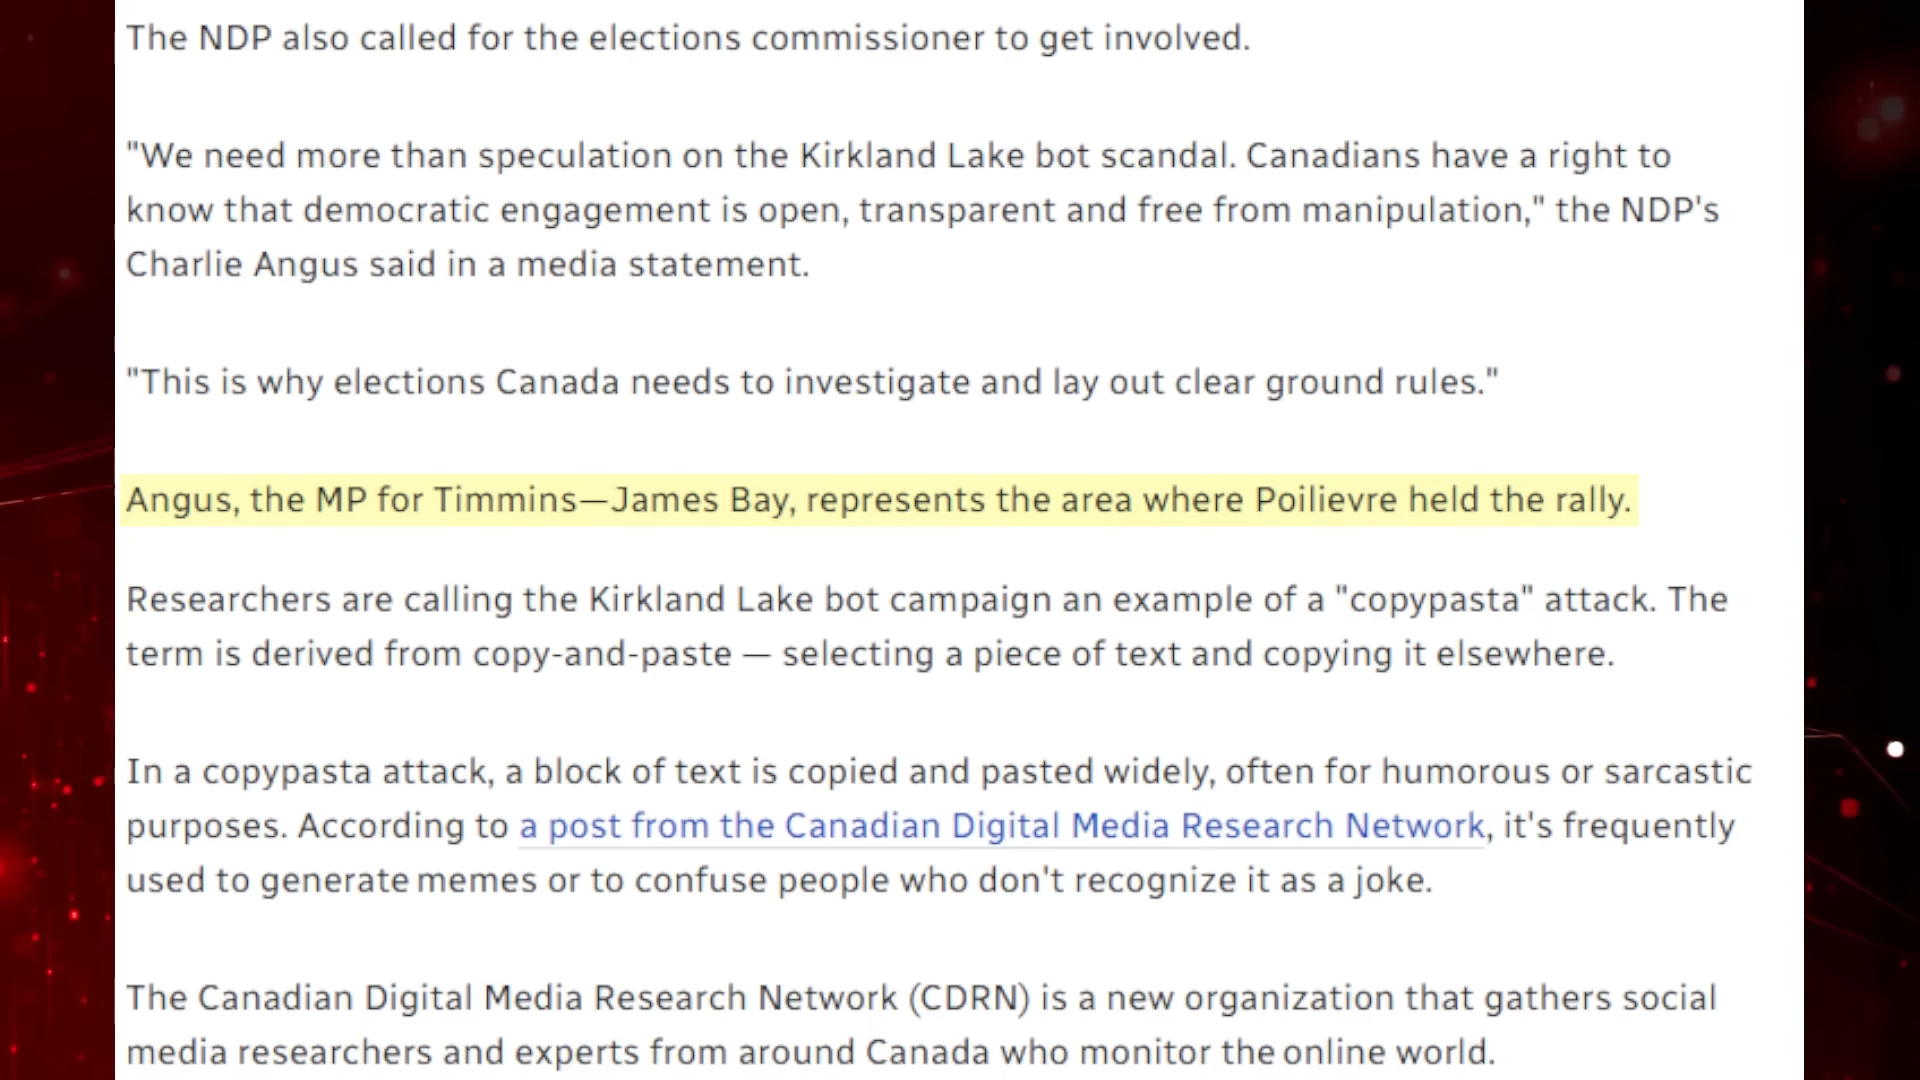 The NDP also called for the elections commissioner to get involved.
"We need more than speculation on the Kirkland Lake bot scandal. Canadians have a right to
know that democratic engagement is open, transparent and free from manipulation," the NDP's
Charlie Angus said in a media statement.
"This is why elections Canada needs to investigate and lay out clear ground rules."
Angus, the MP for Timmins—James Bay, represents the area where Poilievre held the rally.
Researchers are calling the Kirkland Lake bot campaign an example of a "copypasta" attack. The
term is derived from copy-and-paste — selecting a piece of text and copying it elsewhere.
In a copypasta attack, a block of text is copied and pasted widely, often for humorous or sarcastic
purposes. According to a post from the Canadian Digital Media Research Network, it's frequently
used to generate memes or to confuse people who don't recognize it as a joke.
The Canadian Digital Media Research Network (CDRN) is a new organization that gathers social
media researchers and experts from around Canada who monitor the online world.